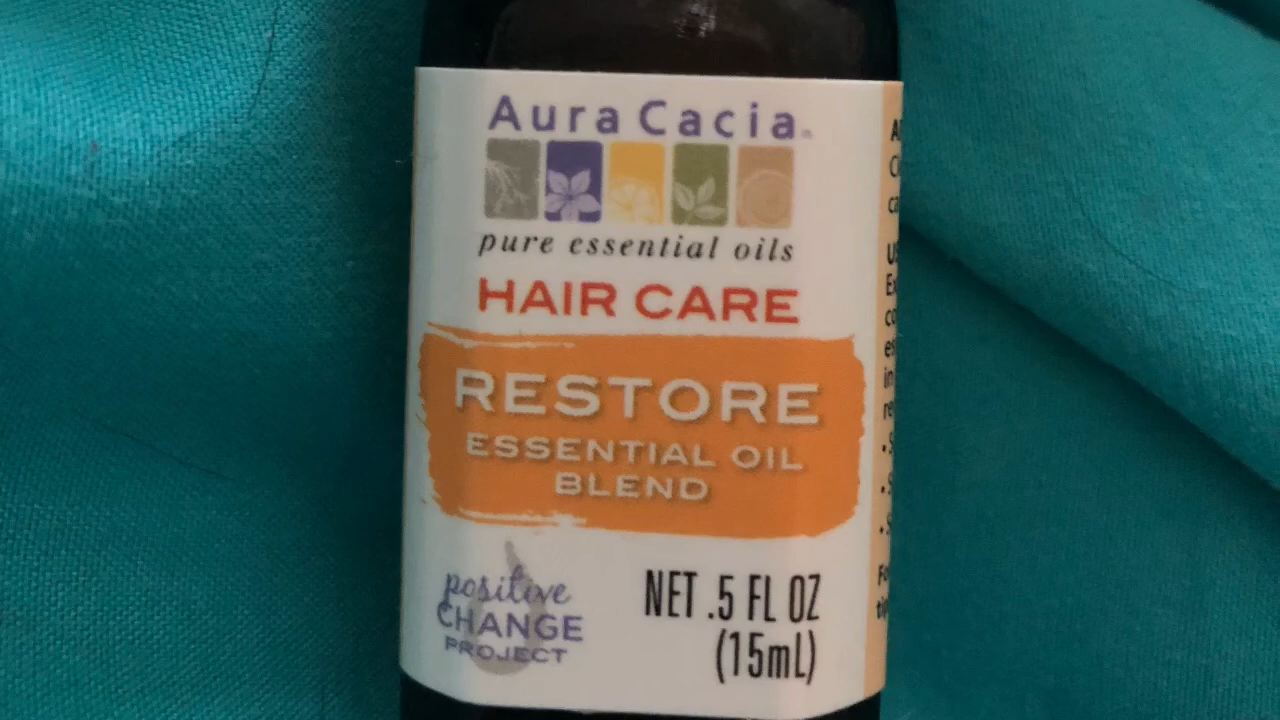 Aura Cacia®
pure essential oils
HAIR CARE
RESTORE
ESSENTIAL OIL
BLEND
positive
CHANGE
PROJECT
NET .5 FL OZ
(15mL)